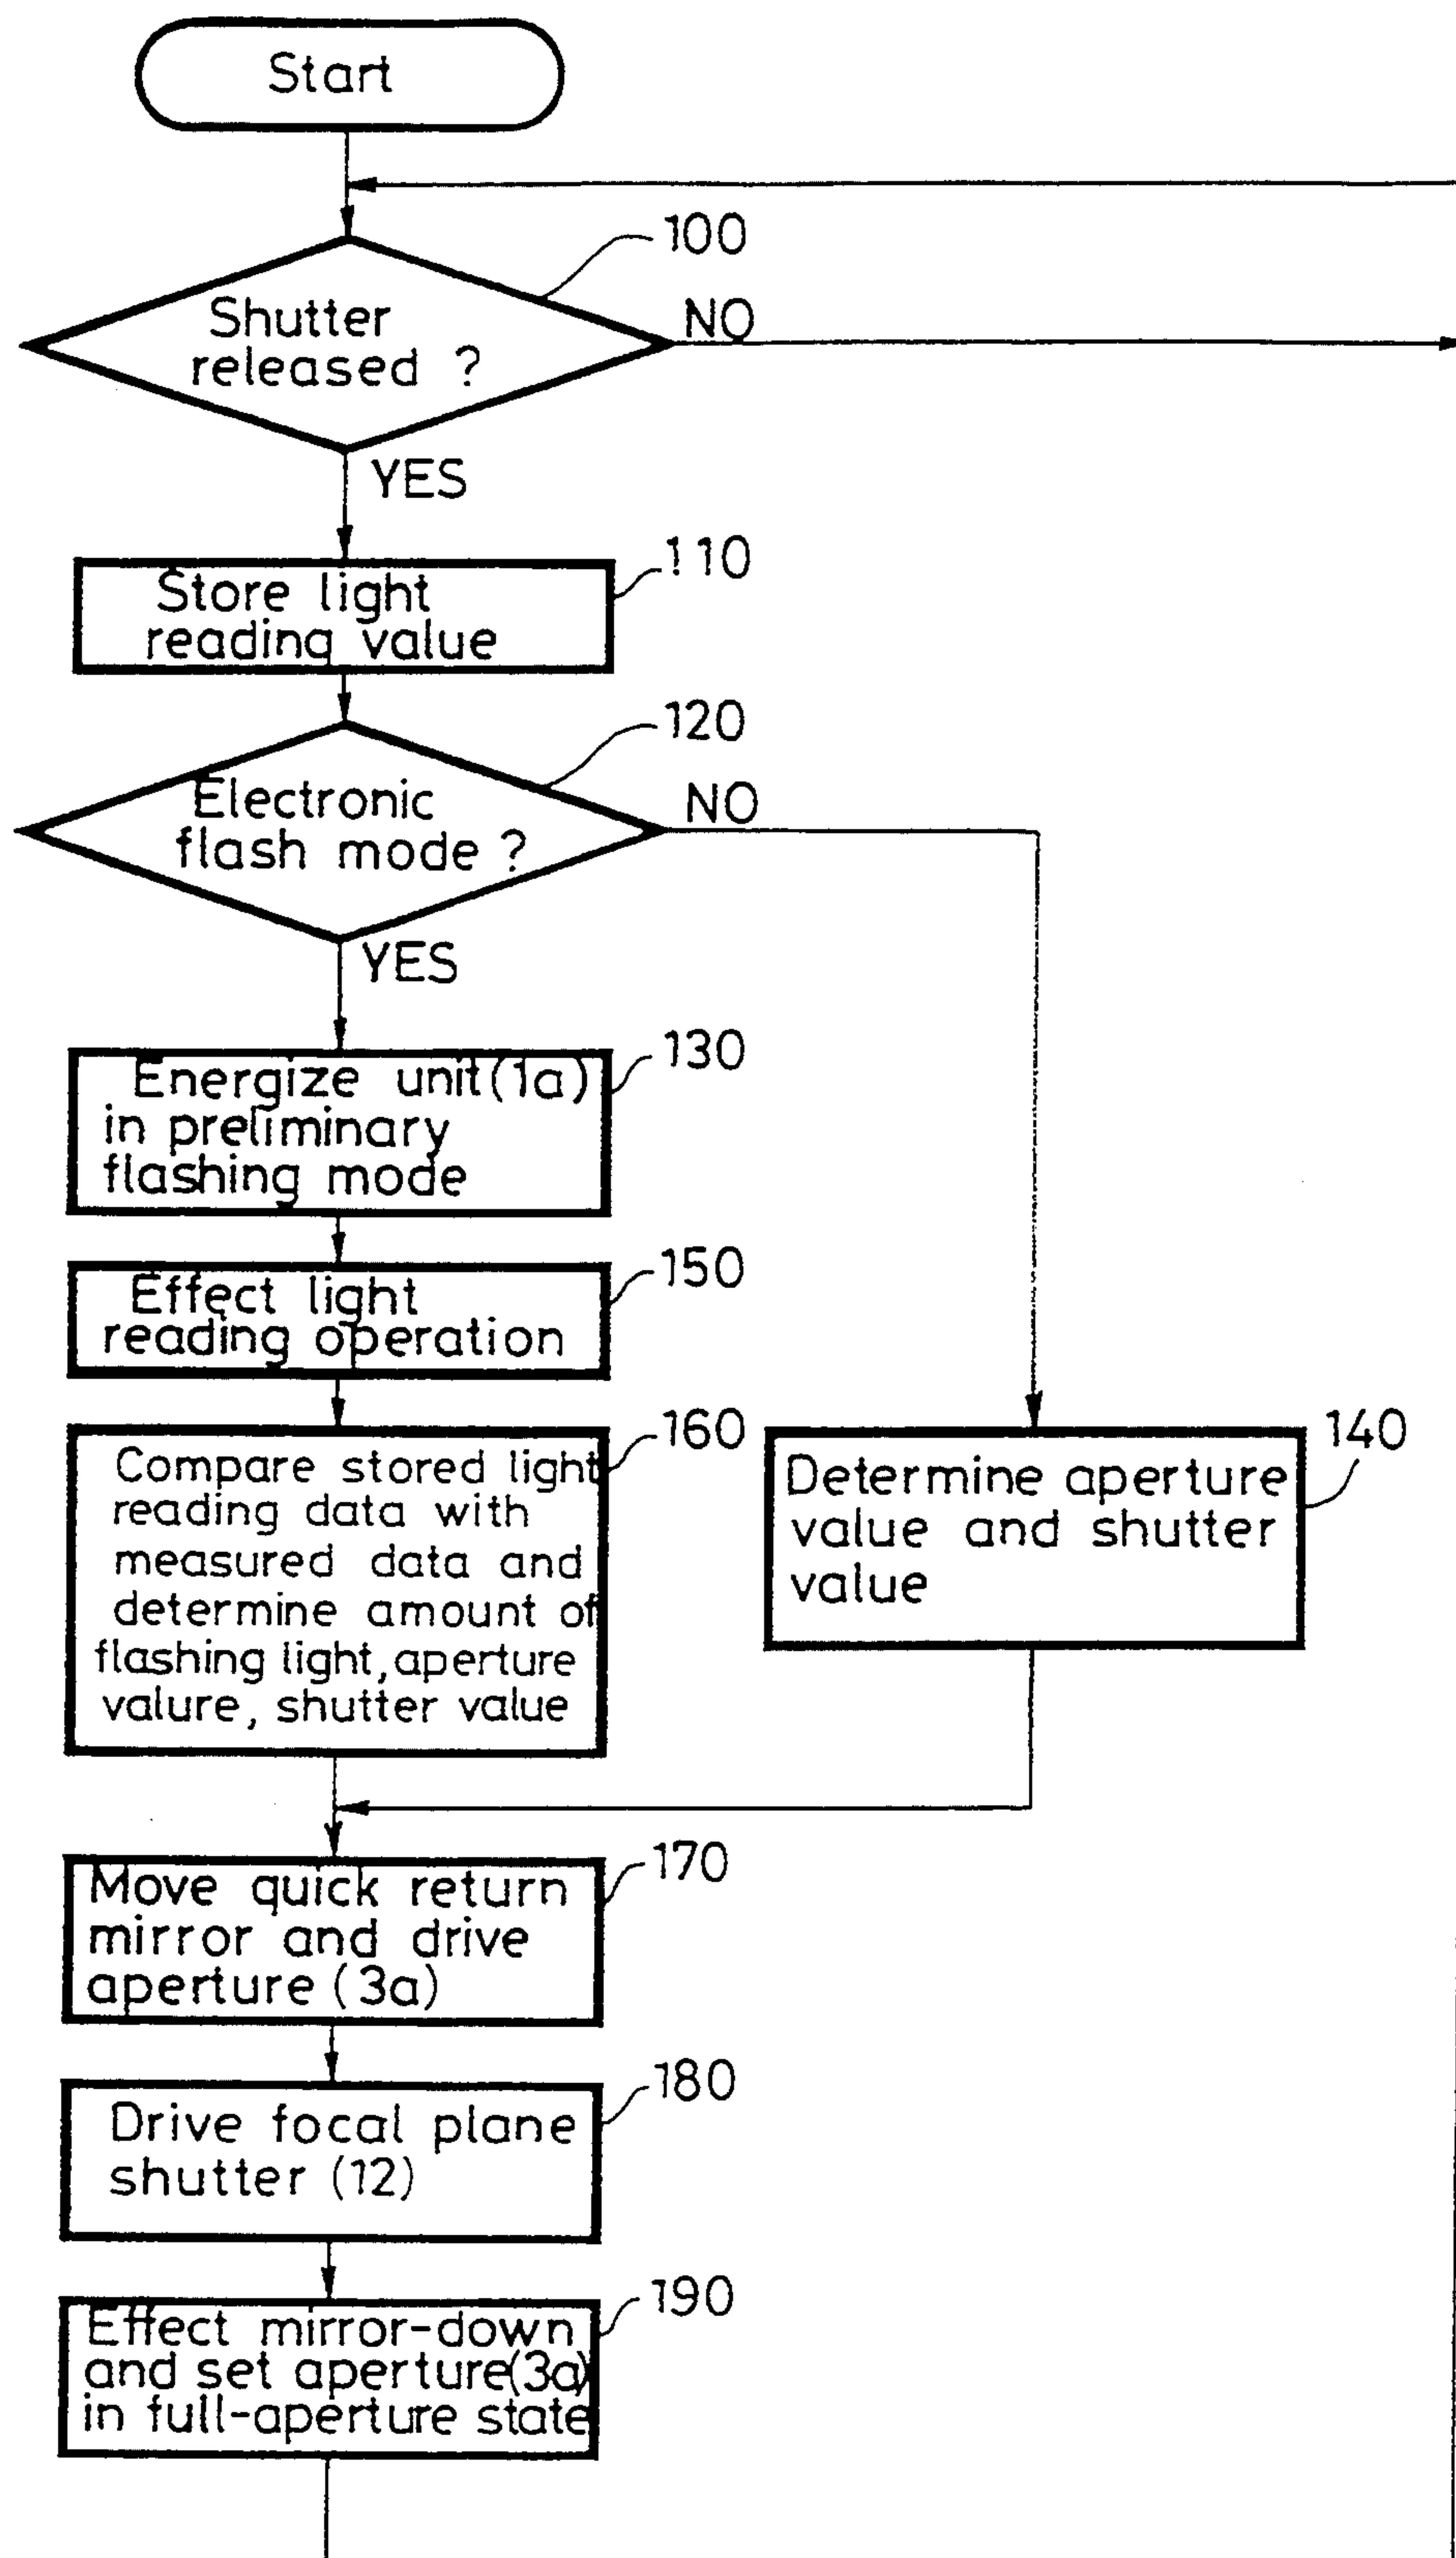 Start
100
Shutter
released ?
NO
YES
110
Store light
reading value
120
Electronic
flash mode ?
NO
YES
130
Energize unit(1a)
in preliminary
flashing mode
150
Effect light
reading operation
160
Compare stored light
reading data with
measured data and
determine amount of
flashing light, aperture
valure, shutter value
140
Determine aperture
value and shutter
value
170
Move quick return
mirror and drive
aperture (3a)
180
Drive focal plane
shutter (12)
190
Effect mirror-down
and set aperture(3a)
in full-aperture state